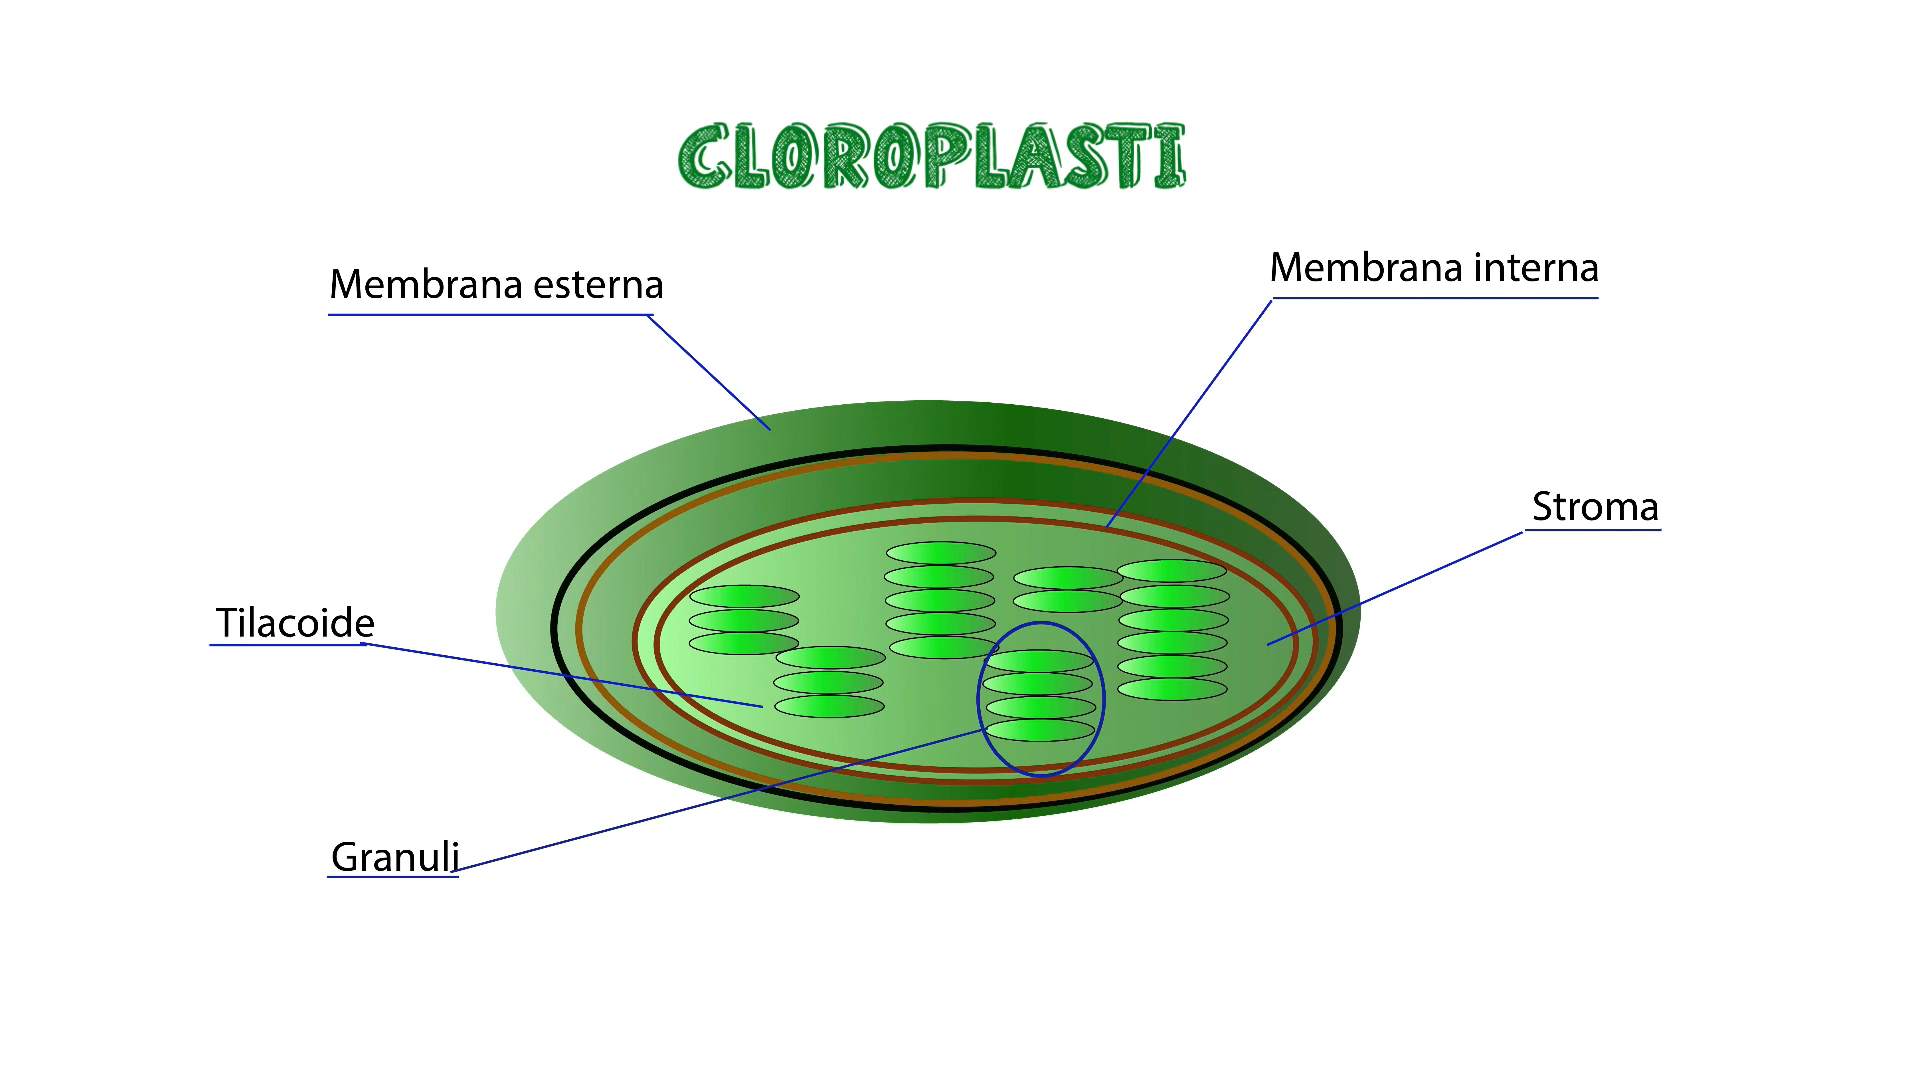 CLOROPLASTI
Membrana esterna
Membrana interna
Stroma
Tilacoide
Granuli